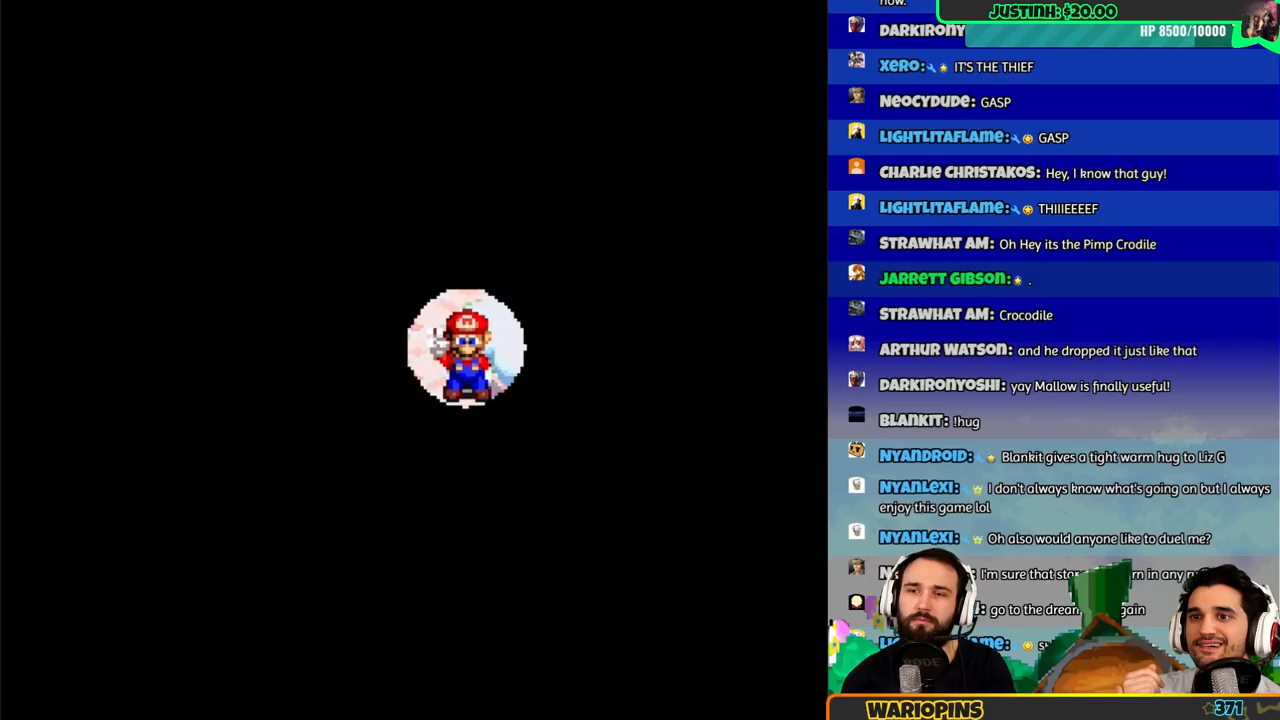 now.
JUSTINH: $20.00
DARKIRONY
HP 8500/10000
XERO: IT'S THE THIEF
NEOCYDUDE: GASP
LIGHTLITAFLAME: GASP
CHARLIE CHRISTAKOS: Hey, I know that guy!
LIGHTLITAFLAME: THIIEEEEF
STRAWHAT AM: Oh Hey its the Pimp Crodile
JARRETT GIBSON: .
STRAWHAT AM: Crocodile
ARTHUR WATSON: and he dropped it just like that
DARKIRONYOSHI: yay Mallow is finally useful!
BLANKIT: !hug
NYANDROID: Blankit gives a tight warm hug to Liz G
NYANLEXI: I don't always know what's going on but I always
enjoy this game lol
NYANLEXI: Oh also would anyone like to duel me?
I'm sure that in any
go to the
RODE
WARIOPINS 371